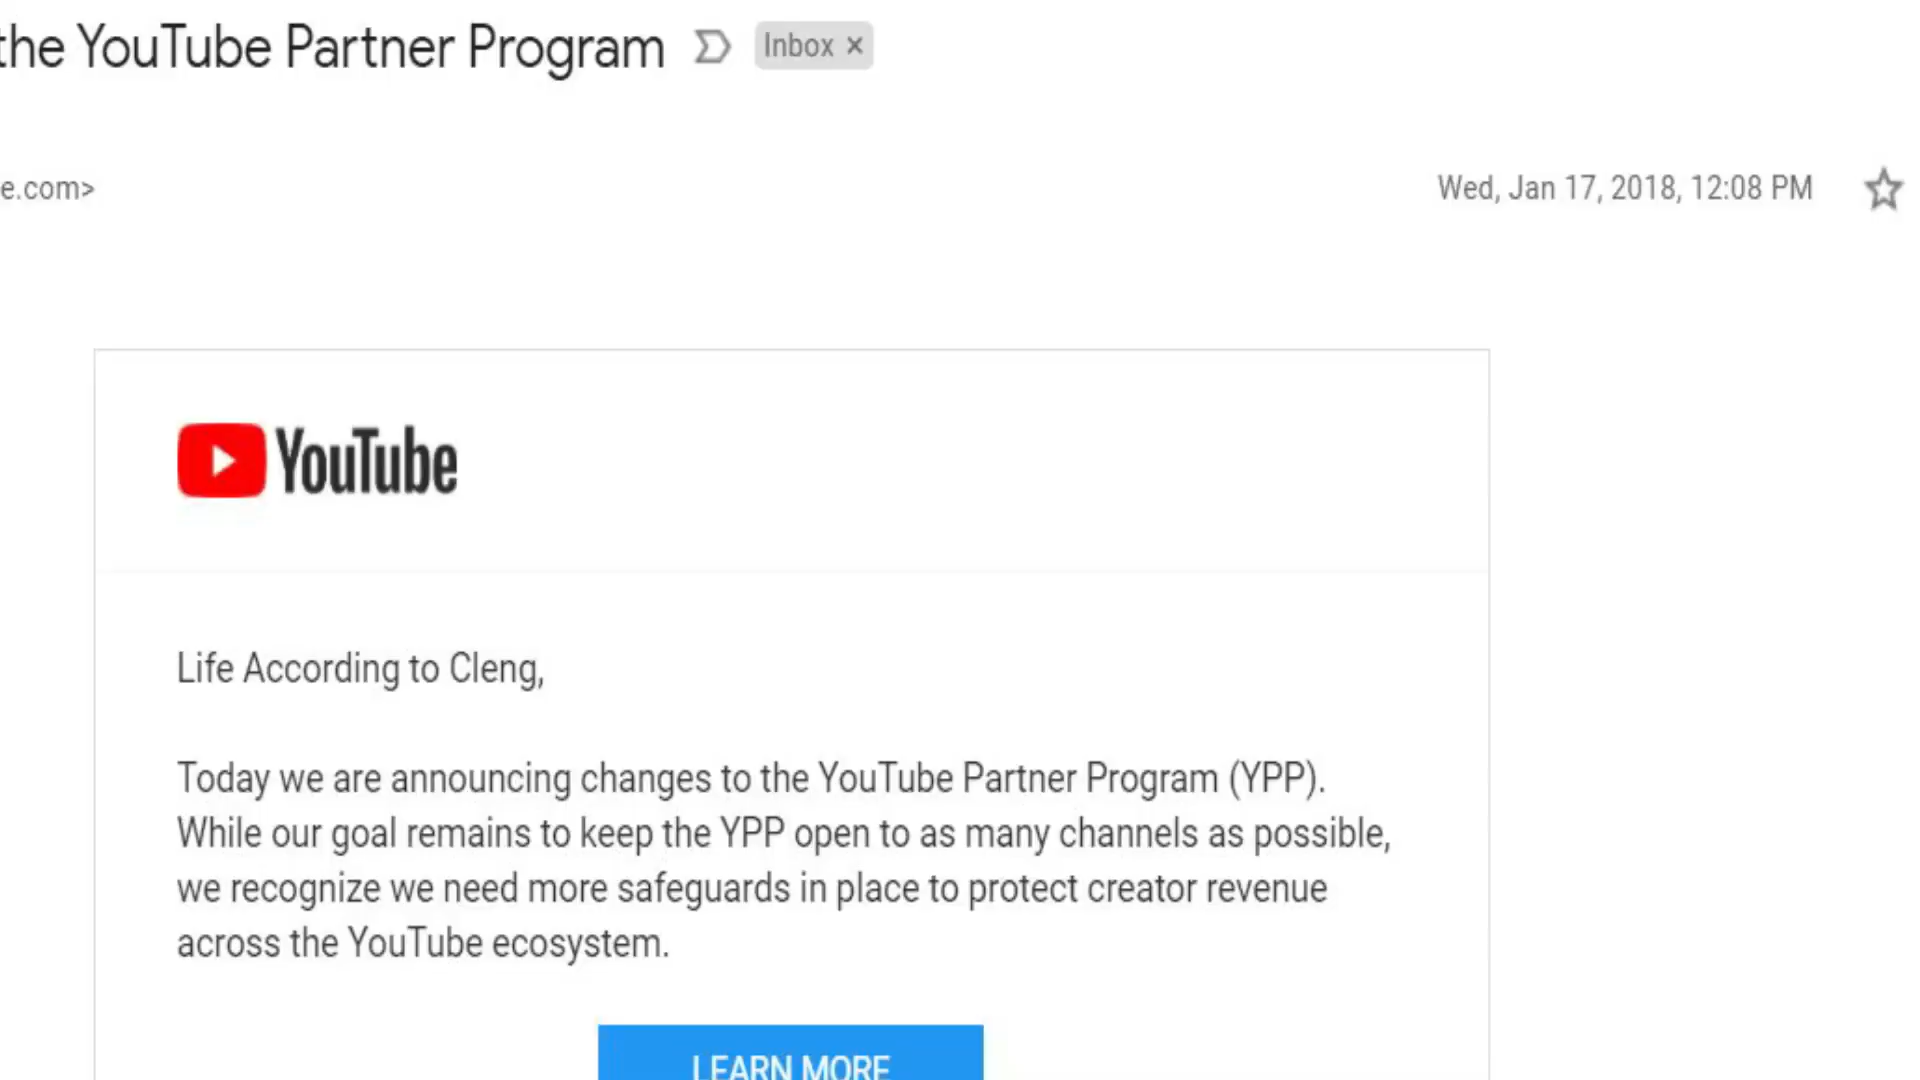 the YouTube Partner Program Inbox ×
e.com> Wed, Jan 17, 2018, 12:08 PM
YouTube
Life According to Cleng,
Today we are announcing changes to the YouTube Partner Program (YPP).
While our goal remains to keep the YPP open to as many channels as possible,
we recognize we need more safeguards in place to protect creator revenue
across the YouTube ecosystem.
LEARN MORE